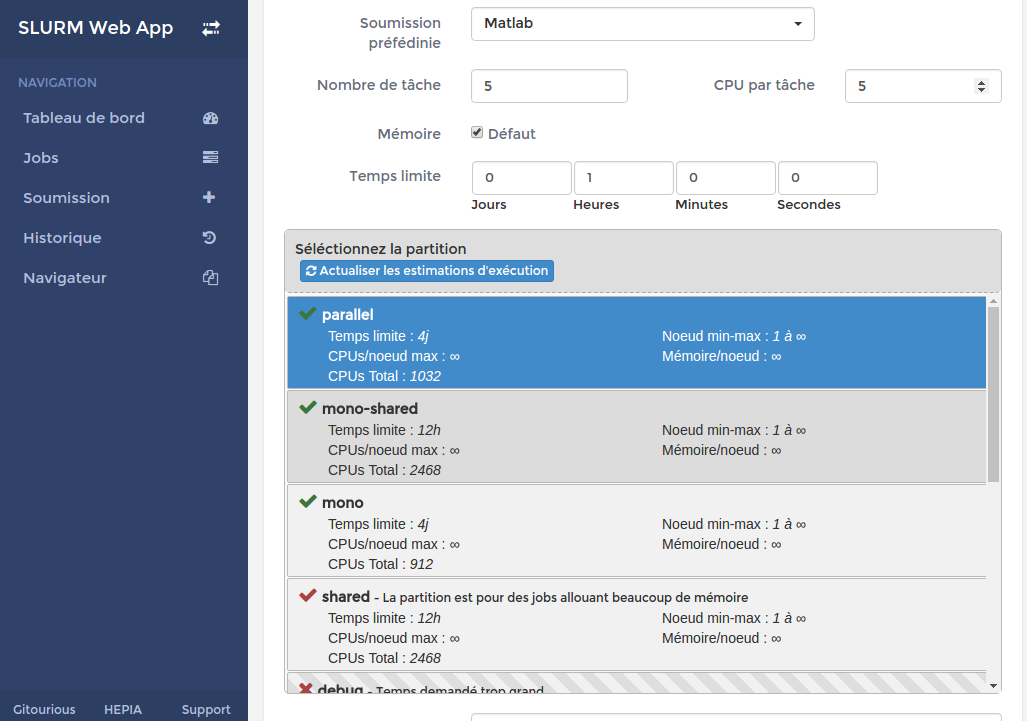 SLURM Web App
NAVIGATION
Tableau de bord
Jobs
Soumission
Historique
Navigateur
Gitourious HEPIA Support
Soumission
préfédinie
Matlab
Nombre de tâche 5 CPU par tâche 5
Mémoire Défaut
Temps limite 0 1 0 0
Jours Heures Minutes Secondes
Séléctionnez la partition
Actualiser les estimations d'exécution
parallel
Temps limite : 4j Noeud min-max : 1 à ∞
CPUs/noeud max : ∞ Mémoire/noeud : ∞
CPUs Total : 1032
mono-shared
Temps limite : 12h Noeud min-max : 1 à ∞
CPUs/noeud max : ∞ Mémoire/noeud : ∞
CPUs Total : 2468
mono
Temps limite : 4j Noeud min-max : 1 à ∞
CPUs/noeud max : ∞ Mémoire/noeud : ∞
CPUs Total : 912
shared - La partition est pour des jobs allouant beaucoup de mémoire
Temps limite : 12h Noeud min-max : 1 à ∞
CPUs/noeud max : ∞ Mémoire/noeud : ∞
CPUs Total : 2468
debug - Temps demandé trop grand